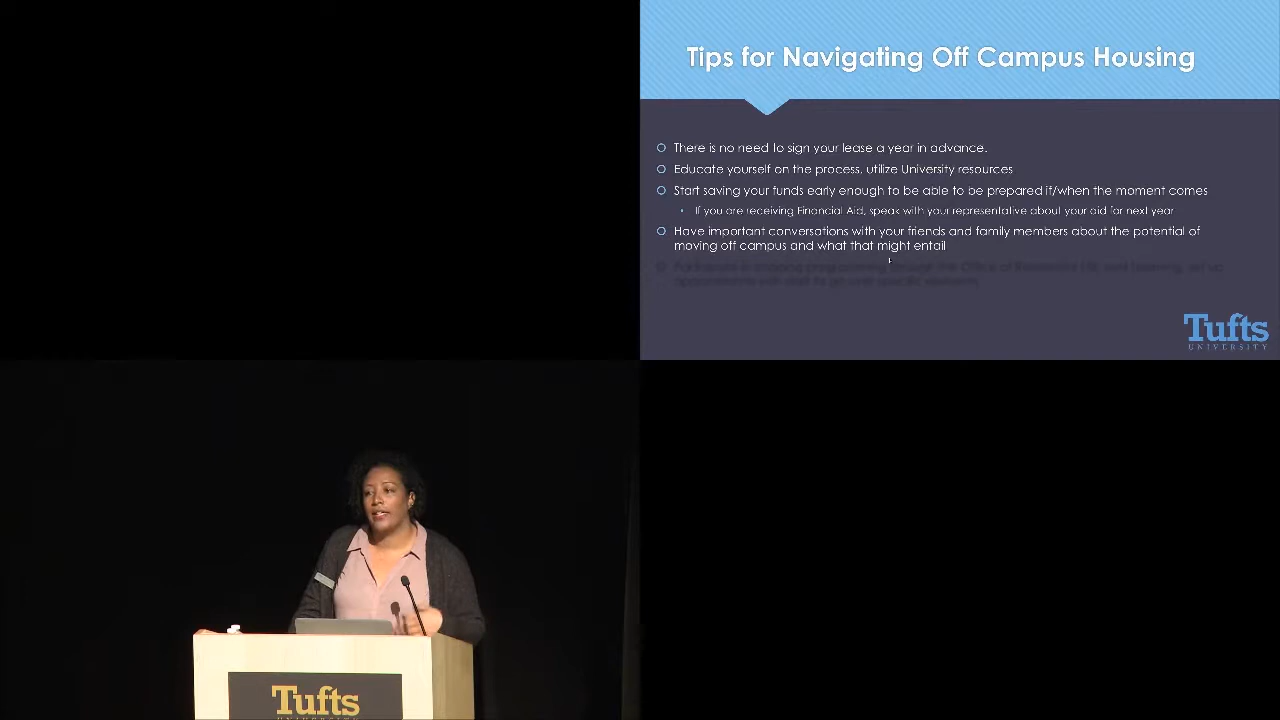 Tips for Navigating Off Campus Housing
There is no need to sign your lease a year in advance.
Educate yourself on the process, utilize University resources
Start saving your funds early enough to be able to be prepared if/when the moment comes
If you are receiving Financial Aid, speak with your representative about your aid for next year
Have important conversations with your friends and family members about the potential of
moving off campus and what that might entail
Tufts
UNIVERSITY
Tufts
UNIVERSITY